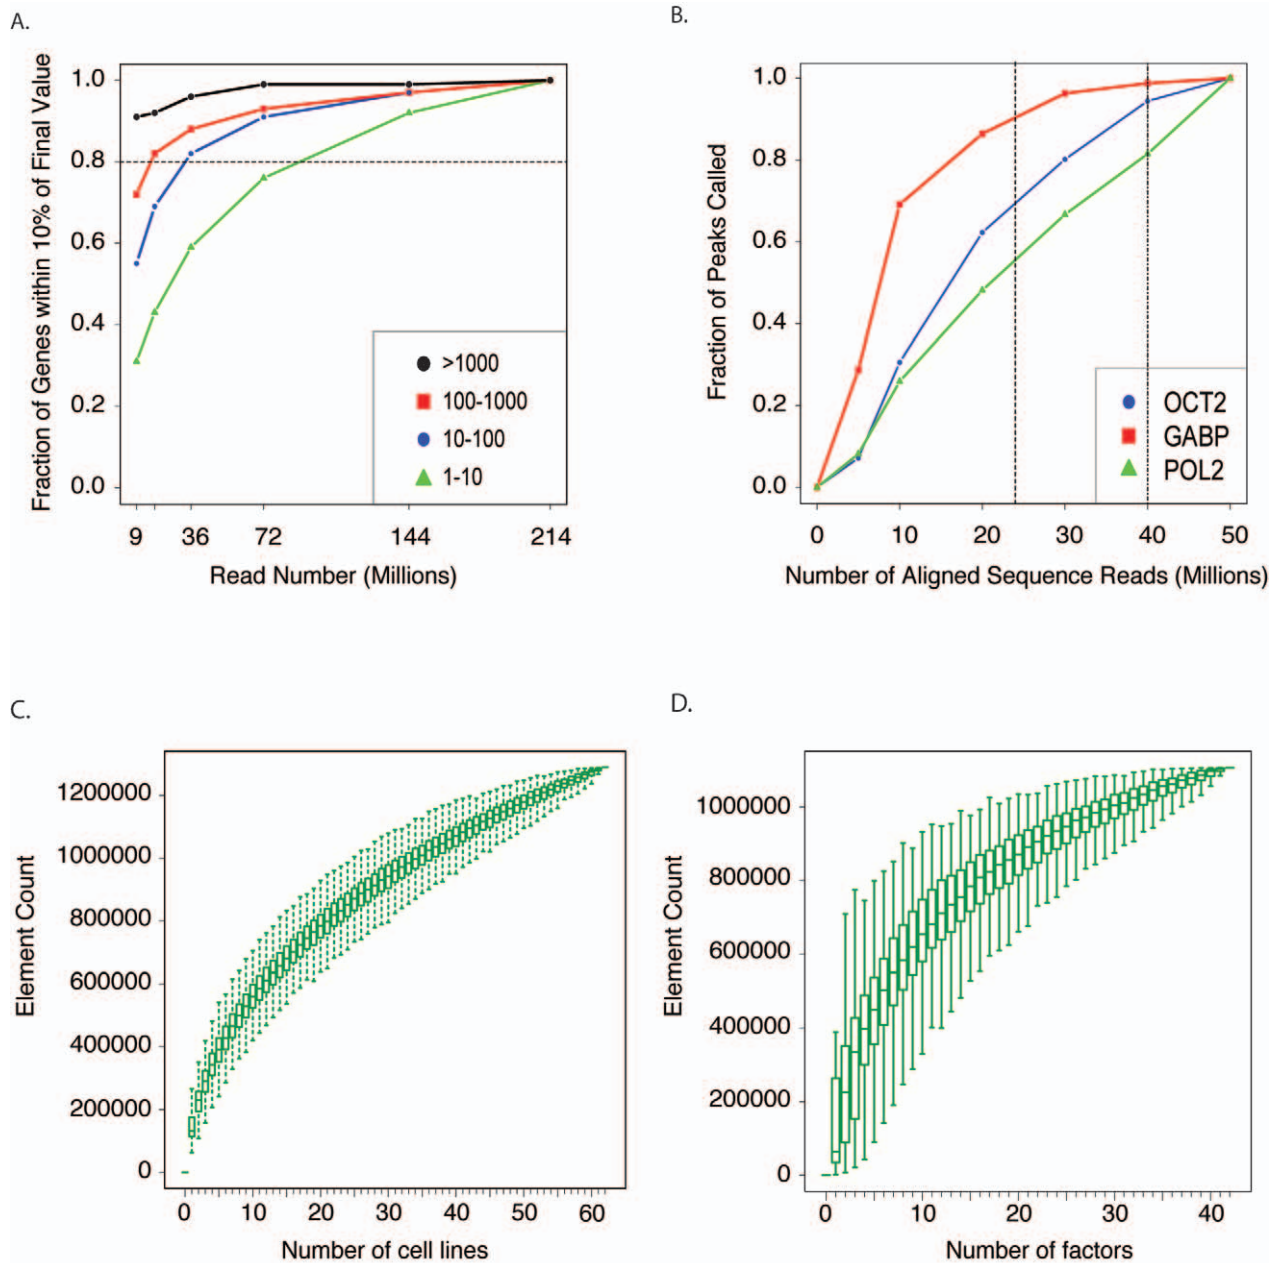 A.
Fraction of Genes within 10% of Final Value
1.0
0.8
0.6
0.4
0.2
0.0
>1000
100-1000
10-100
1-10
9 36 72 144 214
Read Number (Millions)
B.
Fraction of Peaks Called
1.0
0.8
0.6
0.4
0.2
0.0
OCT2
GABP
POL2
0 10 20 30 40 50
Number of Aligned Sequence Reads (Millions)
C.
Element Count
1200000
1000000
800000
600000
400000
200000
0
0 10 20 30 40 50 60
Number of cell lines
D.
Element Count
1000000
800000
600000
400000
200000
0
0 10 20 30 40
Number of factors